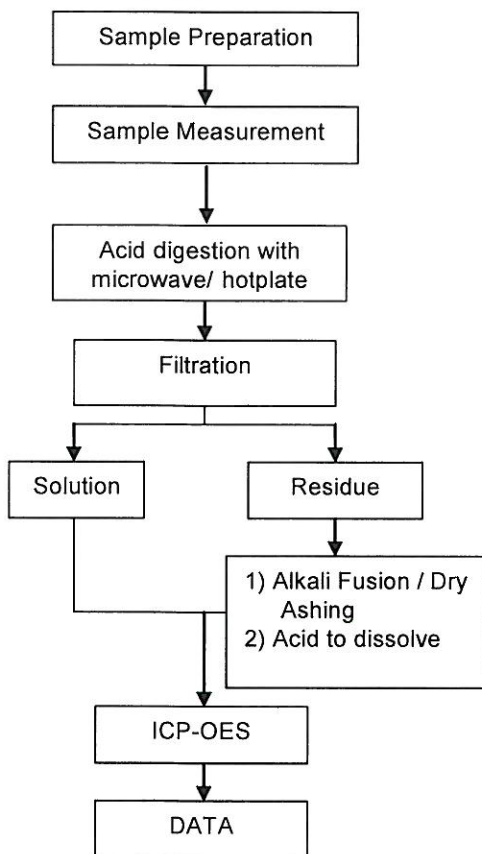 Sample Preparation
Sample Measurement
Acid digestion with
microwave/ hotplate
Filtration
Solution
Residue
1) Alkali Fusion / Dry
Ashing
2) Acid to dissolve
ICP-OES
DATA